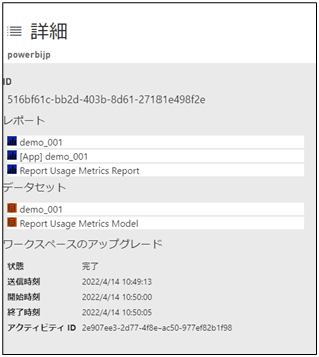 詳細
powerbijp
ID
516bf61c-bb2d-403b-8d61-27181e498f2e
レポート
demo_001
[App] demo_001
Report Usage Metrics Report
データセット
demo_001
Report Usage Metrics Model
ワークスペースのアップグレード
状態 完了
送信時刻 2022/4/14 10:49:13
開始時刻 2022/4/14 10:50:00
終了時刻 2022/4/14 10:50:05
アクティビティ ID 2e907ee3-2d77-4f8e-ac50-977ef82b1f98